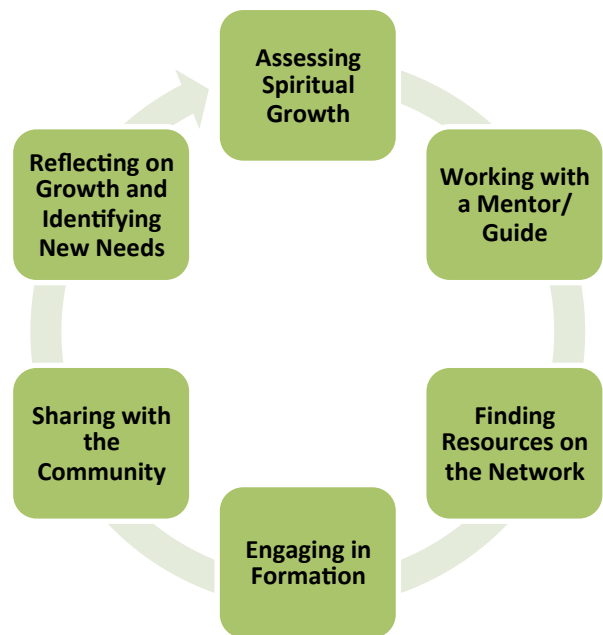 Assessing
Spiritual
Growth
Working with
a Mentor/
Guide
Finding
Resources on
the Network
Engaging in
Formation
Sharing with
the
Community
Reflecting on
Growth and
Identifying
New Needs